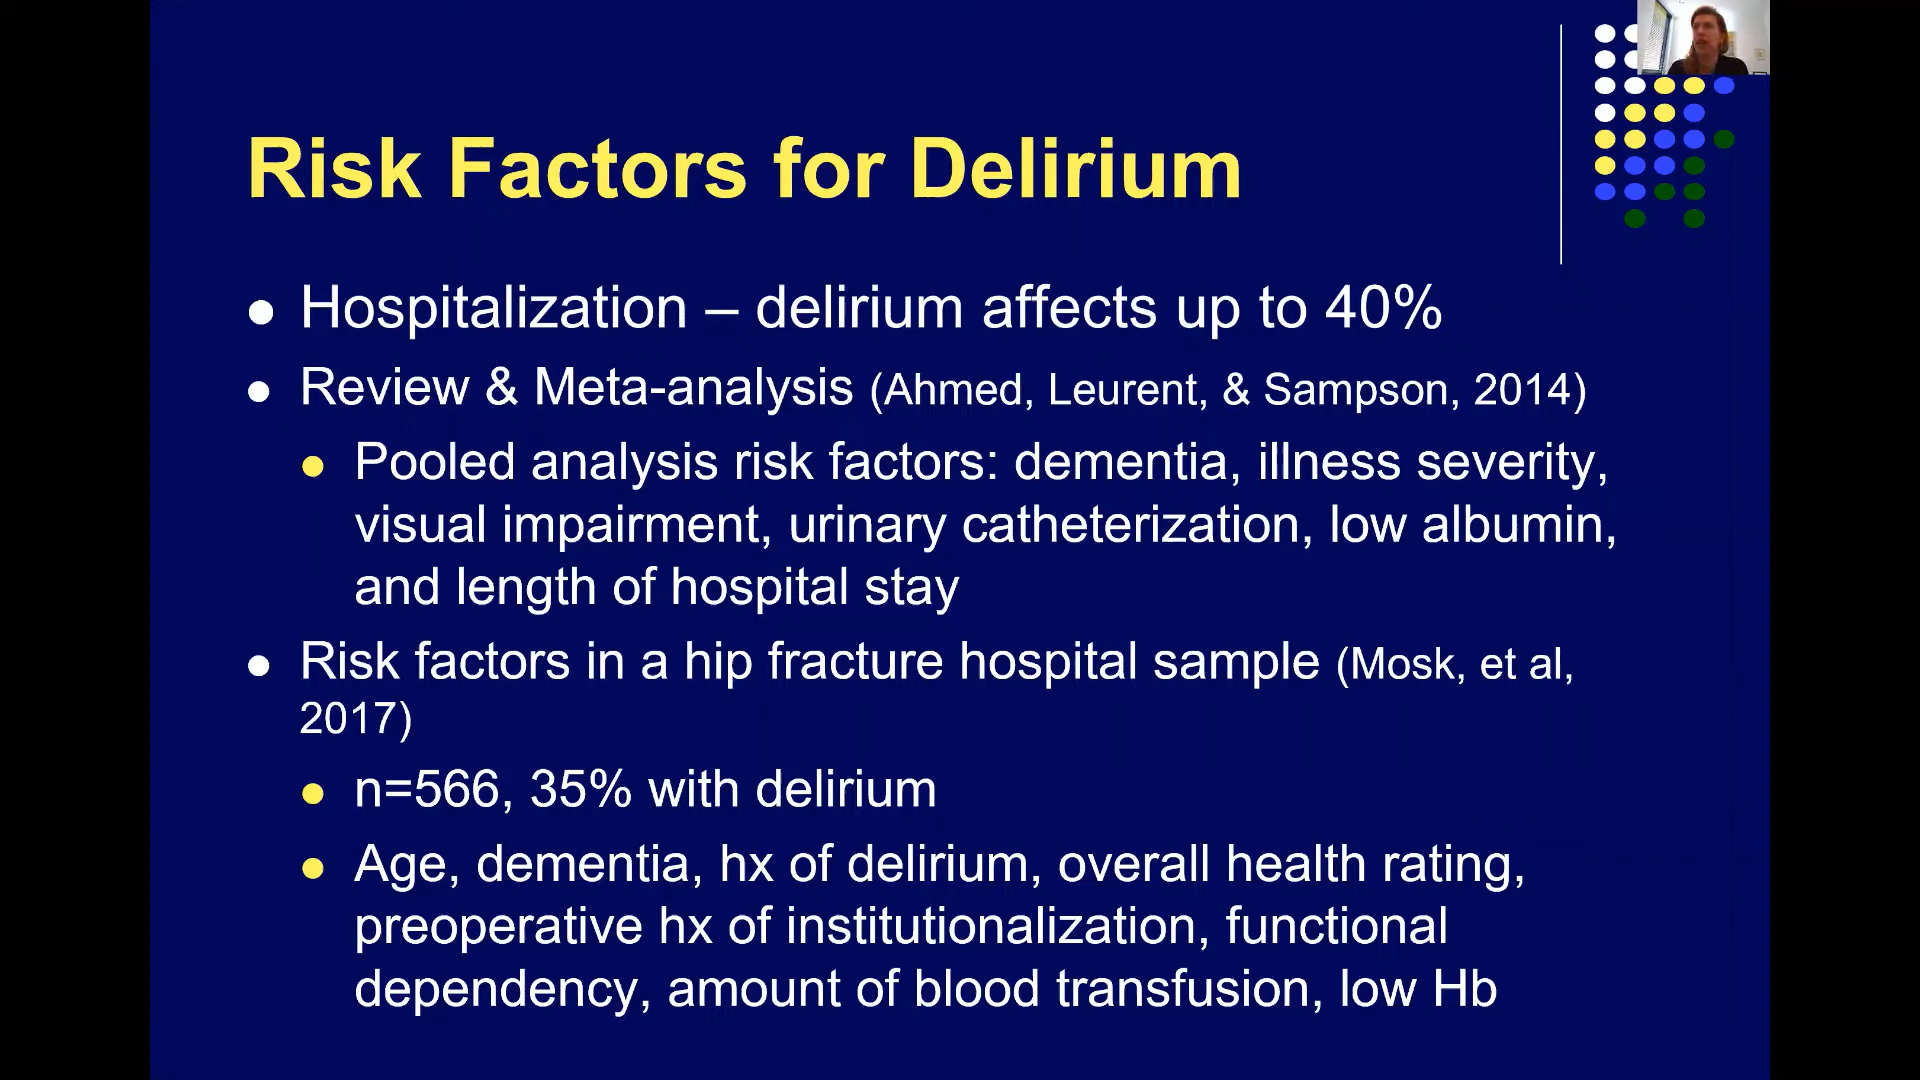 Risk Factors for Delirium
Hospitalization – delirium affects up to 40%
Review & Meta-analysis (Ahmed, Leurent, & Sampson, 2014)
Pooled analysis risk factors: dementia, illness severity,
visual impairment, urinary catheterization, low albumin,
and length of hospital stay
Risk factors in a hip fracture hospital sample (Mosk, et al,
2017)
n=566, 35% with delirium
Age, dementia, hx of delirium, overall health rating,
preoperative hx of institutionalization, functional
dependency, amount of blood transfusion, low Hb